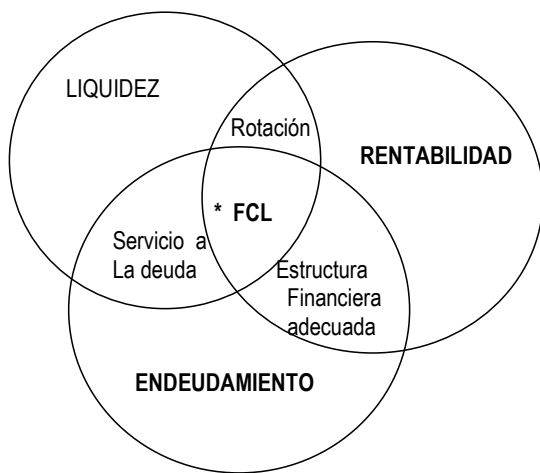 LIQUIDEZ
Rotación
RENTABILIDAD
* FCL
Servicio a
La deuda
Estructura
Financiera
adecuada
ENDEUDAMIENTO